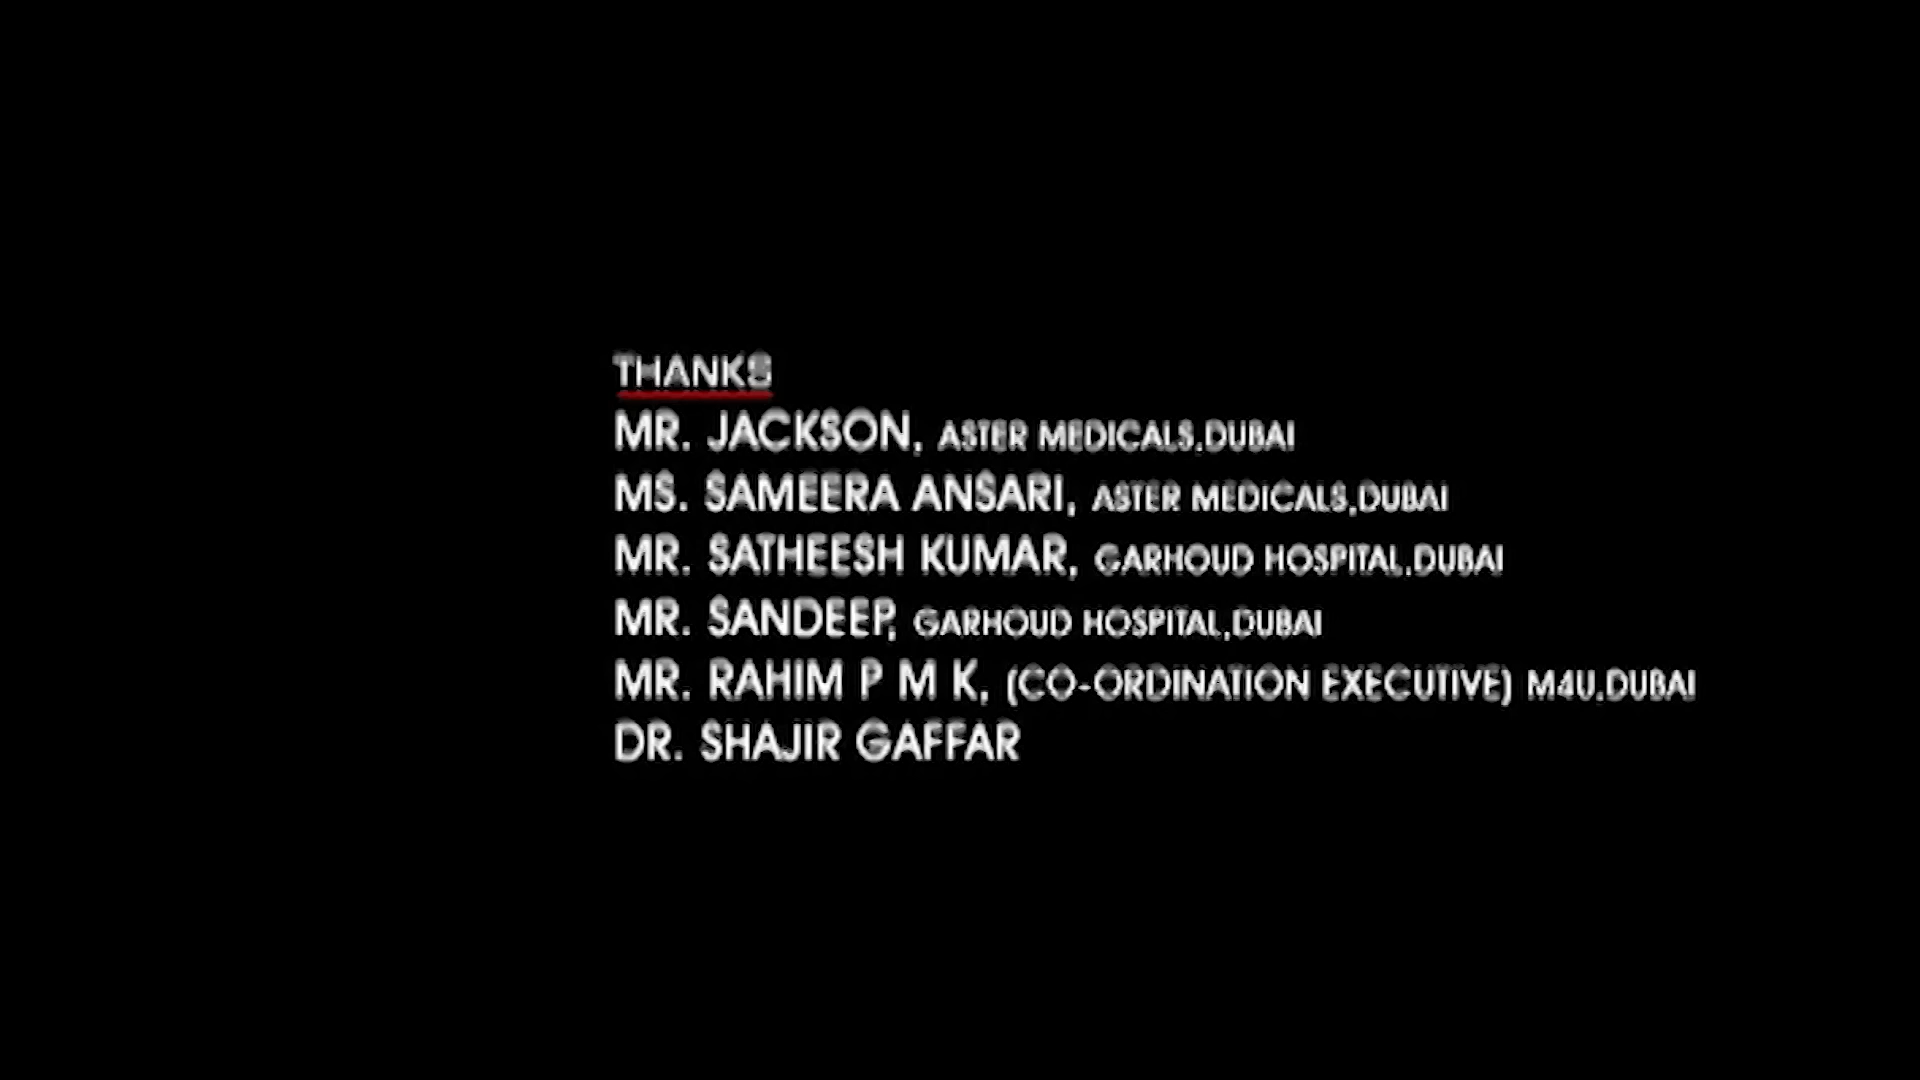 THANKS
MR. JACKSON, ASTER MEDICALS,DUBAI
MS. SAMEERA ANSARI, ASTER MEDICALS,DUBAI
MR. SATHEESH KUMAR, GARHOUD HOSPITAL,DUBAI
MR. SANDEEP, GARHOUD HOSPITAL,DUBAI
MR. RAHIM P M K, (CO-ORDINATION EXECUTIVE) M4U,DUBAI
DR. SHAJIR GAFFAR